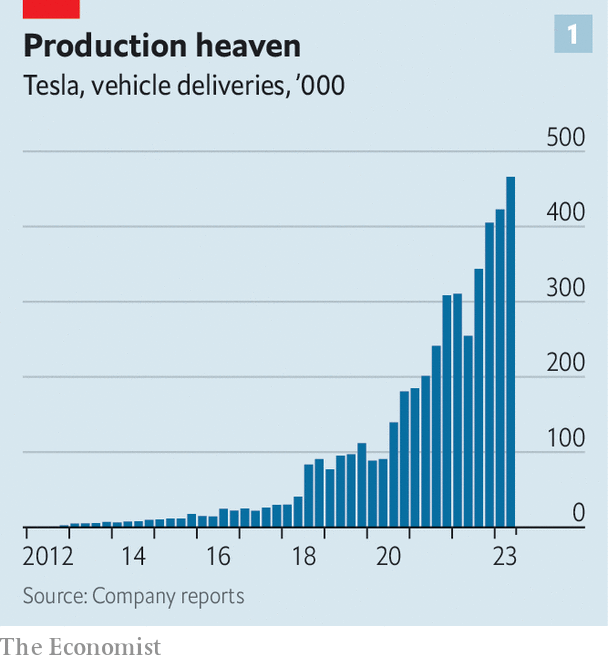 Production heaven
1
Tesla, vehicle deliveries, ’000
500
400
300
200
100
0
2012 14 16 18 20 23
Source: Company reports
The Economist